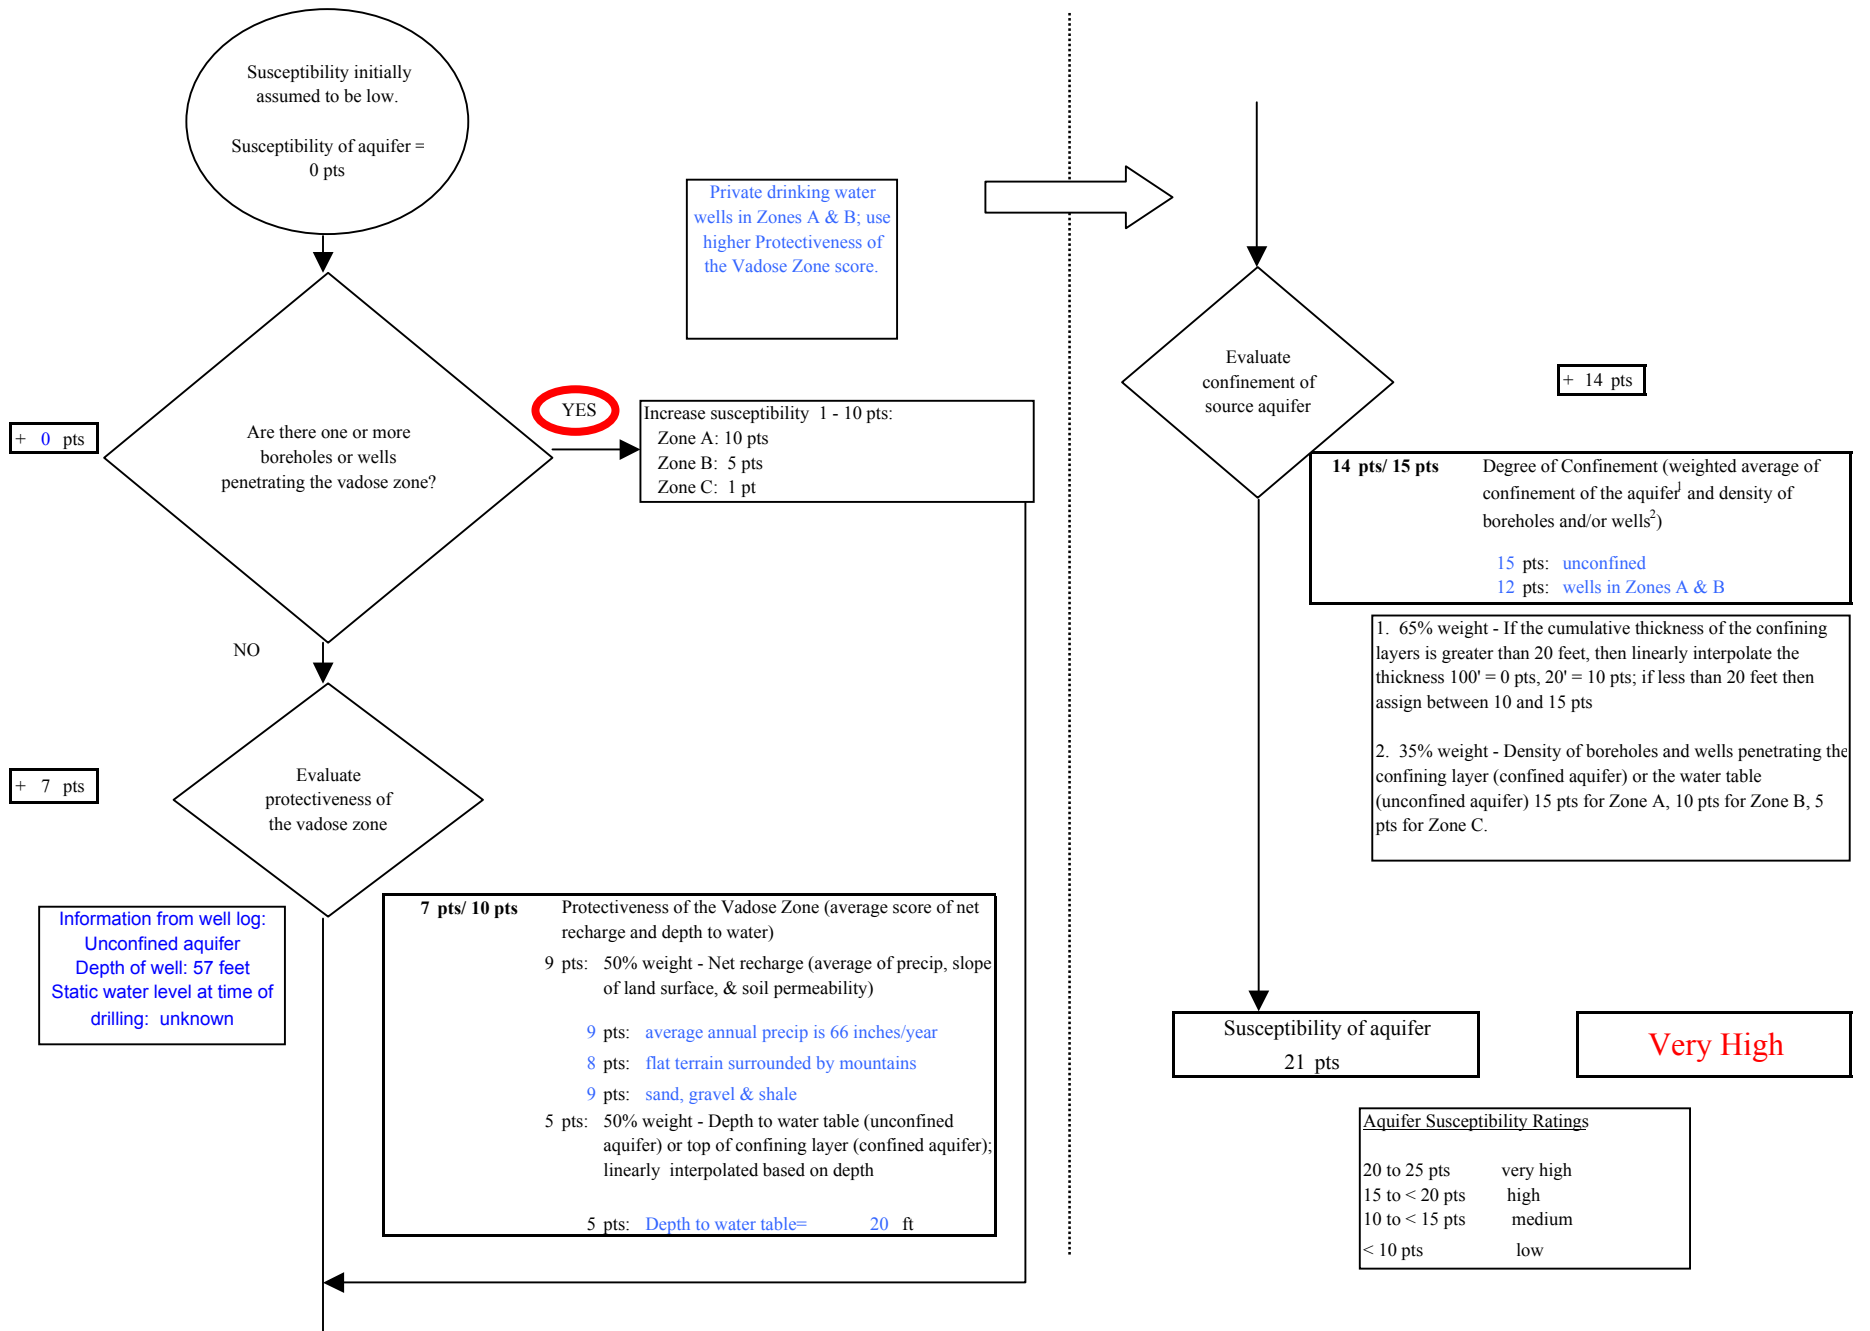 Susceptibility initially
assumed to be low.
Susceptibility of aquifer =
0 pts
Private drinking water
wells in Zones A & B; use
higher Protectiveness of
the Vadose Zone score.
YES
+ 0 pts
Are there one or more
boreholes or wells
penetrating the vadose zone?
Increase susceptibility 1 - 10 pts:
Zone A: 10 pts
Zone B: 5 pts
Zone C: 1 pt
NO
+ 7 pts
Evaluate
protectiveness of
the vadose zone
Information from well log:
Unconfined aquifer
Depth of well: 57 feet
Static water level at time of
drilling: unknown
7 pts/ 10 pts Protectiveness of the Vadose Zone (average score of net
recharge and depth to water)
9 pts: 50% weight - Net recharge (average of precip, slope
of land surface, & soil permeability)
9 pts: average annual precip is 66 inches/year
8 pts: flat terrain surrounded by mountains
9 pts: sand, gravel & shale
5 pts: 50% weight - Depth to water table (unconfined
aquifer) or top of confining layer (confined aquifer);
linearly interpolated based on depth
5 pts: Depth to water table= 20 ft
Evaluate
confinement of
source aquifer
+ 14 pts
14 pts/ 15 pts Degree of Confinement (weighted average of
confinement of the aquifer1 and density of
boreholes and/or wells2)
15 pts: unconfined
12 pts: wells in Zones A & B
1. 65% weight - If the cumulative thickness of the confining
layers is greater than 20 feet, then linearly interpolate the
thickness 100' = 0 pts, 20' = 10 pts; if less than 20 feet then
assign between 10 and 15 pts
2. 35% weight - Density of boreholes and wells penetrating the
confining layer (confined aquifer) or the water table
(unconfined aquifer) 15 pts for Zone A, 10 pts for Zone B, 5
pts for Zone C.
Susceptibility of aquifer
21 pts
Very High
Aquifer Susceptibility Ratings
20 to 25 pts very high
15 to < 20 pts high
10 to < 15 pts medium
< 10 pts low